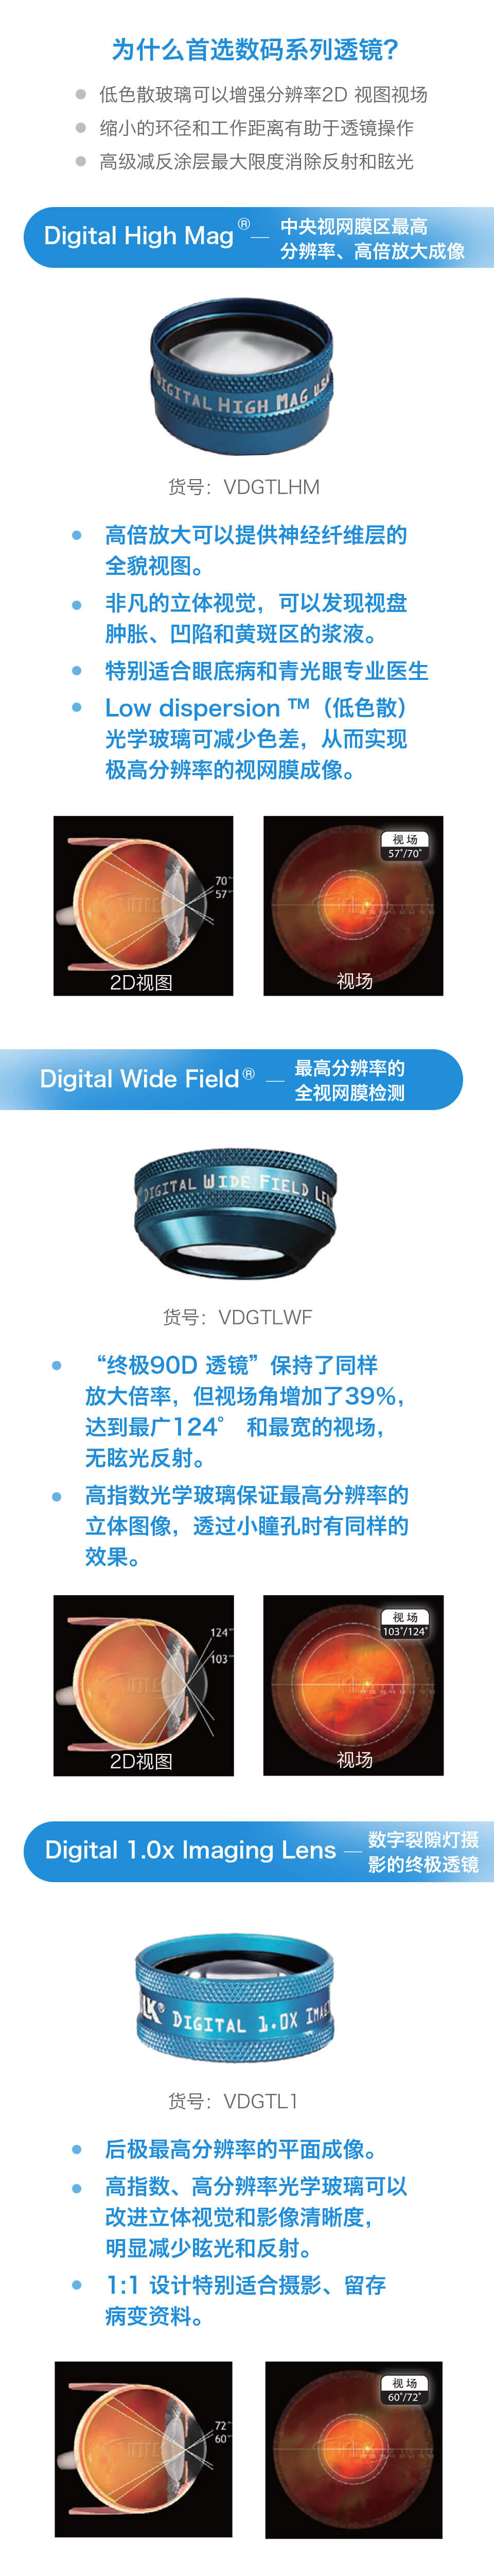 为什么首选数码系列透镜?
低色散玻璃可以增强分辨率2D 视图视场
缩小的环径和工作距离有助于透镜操作
高级减反涂层最大限度消除反射和眩光
Digital High Mag ® — 中央视网膜区最高
分辨率、高倍放大成像
DIGITAL HIGH MAG U.S.A
货号：VDGTLHM
高倍放大可以提供神经纤维层的
全貌视图。
非凡的立体视觉，可以发现视盘
肿胀、凹陷和黄斑区的浆液。
特别适合眼底病和青光眼专业医生
Low dispersion ™（低色散）
光学玻璃可减少色差，从而实现
极高分辨率的视网膜成像。
70°
57°
2D视图
视 场
57°/70°
视场
Digital Wide Field ® — 最高分辨率的
全视网膜检测
DIGITAL WIDE FIELD LEN
货号：VDGTLWF
“终极90D 透镜”保持了同样
放大倍率，但视场角增加了39%，
达到最广124° 和最宽的视场，
无眩光反射。
高指数光学玻璃保证最高分辨率的
立体图像，透过小瞳孔时有同样的
效果。
124°
103°
2D视图
视 场
103°/124°
视场
Digital 1.0x Imaging Lens — 数字裂隙灯摄
影的终极透镜
LK® DIGITAL 1.0X IMAG
货号：VDGTL1
后极最高分辨率的平面成像。
高指数、高分辨率光学玻璃可以
改进立体视觉和影像清晰度，
明显减少眩光和反射。
1:1 设计特别适合摄影、留存
病变资料。
72°
60°
视 场
60°/72°